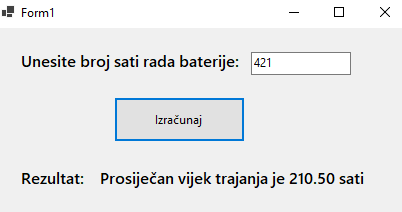 Form1
Unesite broj sati rada baterije: 421
Izračunaj
Rezultat: Prosiječan vijek trajanja je 210.50 sati